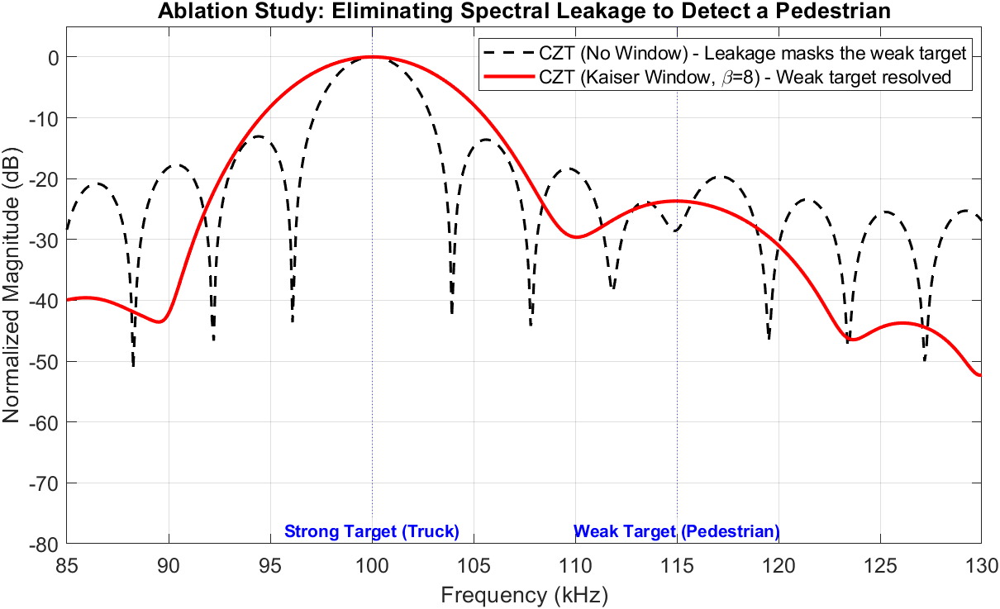 Ablation Study: Eliminating Spectral Leakage to Detect a Pedestrian
CZT (No Window) - Leakage masks the weak target
CZT (Kaiser Window, β=8) - Weak target resolved
Normalized Magnitude (dB)
0
-10
-20
-30
-40
-50
-60
-70
-80
Strong Target (Truck)
Weak Target (Pedestrian)
85 90 95 100 105 110 115 120 125 130
Frequency (kHz)